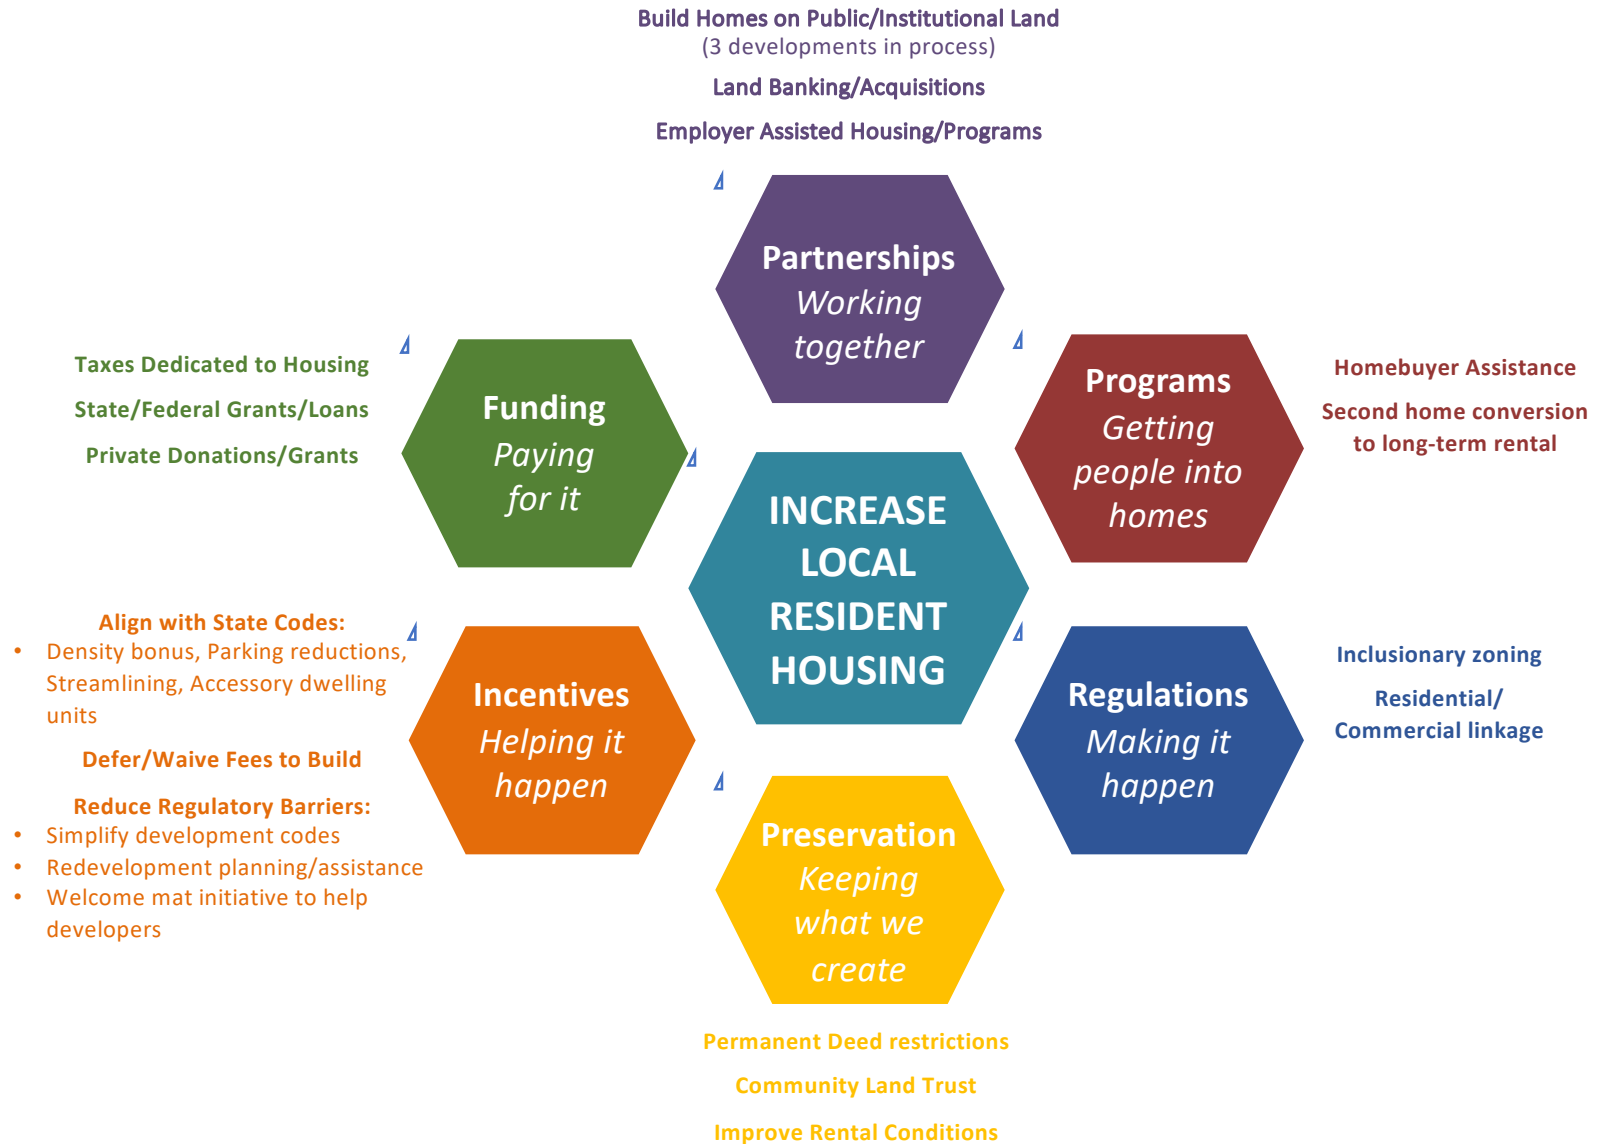 Build Homes on Public/Institutional Land
(3 developments in process)
Land Banking/Acquisitions
Employer Assisted Housing/Programs
Partnerships
Working
together
Taxes Dedicated to Housing
State/Federal Grants/Loans
Private Donations/Grants
Funding
Paying
for it
Programs
Getting
people into
homes
Homebuyer Assistance
Second home conversion
to long-term rental
INCREASE
LOCAL
RESIDENT
HOUSING
Align with State Codes:
• Density bonus, Parking reductions,
Streamlining, Accessory dwelling
units
Defer/Waive Fees to Build
Reduce Regulatory Barriers:
• Simplify development codes
• Redevelopment planning/assistance
• Welcome mat initiative to help
developers
Incentives
Helping it
happen
Regulations
Making it
happen
Inclusionary zoning
Residential/
Commercial linkage
Preservation
Keeping
what we
create
Permanent Deed restrictions
Community Land Trust
Improve Rental Conditions